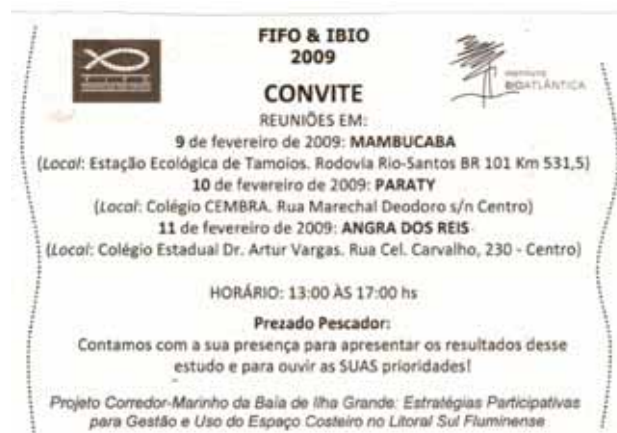 FIFO & IBIO
2009
INSTITUTO
BIOATLÂNTICA
CONVITE
REUNIÕES EM:
9 de fevereiro de 2009: MAMBUCABA
(Local: Estação Ecológica de Tamoios. Rodovia Rio-Santos BR 101 Km 531,5)
10 de fevereiro de 2009: PARATY
(Local: Colégio CEMBRA. Rua Marechal Deodoro s/n Centro)
11 de fevereiro de 2009: ANGRA DOS REIS
(Local: Colégio Estadual Dr. Artur Vargas. Rua Cel. Carvalho, 230 - Centro)
HORÁRIO: 13:00 ÀS 17:00 hs
Prezado Pescador:
Contamos com a sua presença para apresentar os resultados desse
estudo e para ouvir as SUAS prioridades!
Projeto Corredor-Marinho da Baía de Ilha Grande: Estratégias Participativas
para Gestão e Uso do Espaço Costeiro no Litoral Sul Fluminense